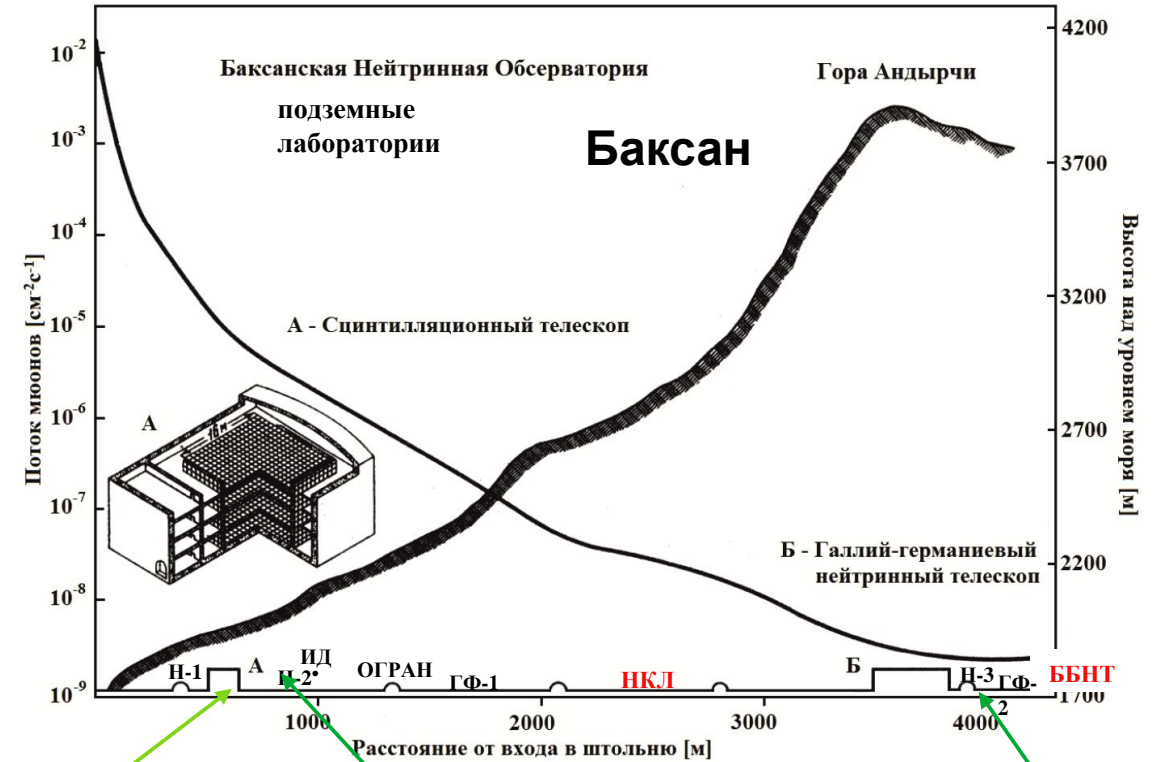 Баксанская Нейтринная Обсерватория
подземные
лаборатории
Баксан
Гора Андырчи
А - Сцинтилляционный телескоп
А
16 м
Б - Галлий-германиевый
нейтринный телескоп
Поток мюонов [см⁻²с⁻¹]
10⁻²
10⁻³
10⁻⁴
10⁻⁵
10⁻⁶
10⁻⁷
10⁻⁸
10⁻⁹
Высота над уровнем моря [м]
4200
3700
3200
2700
2200
1700
Н-1
А
Н-2
ИД
ОГРАН
ГФ-1
НКЛ
Б
Н-3
ГФ-
2
ББНТ
1000
2000
3000
4000
Расстояние от входа в штольню [м]